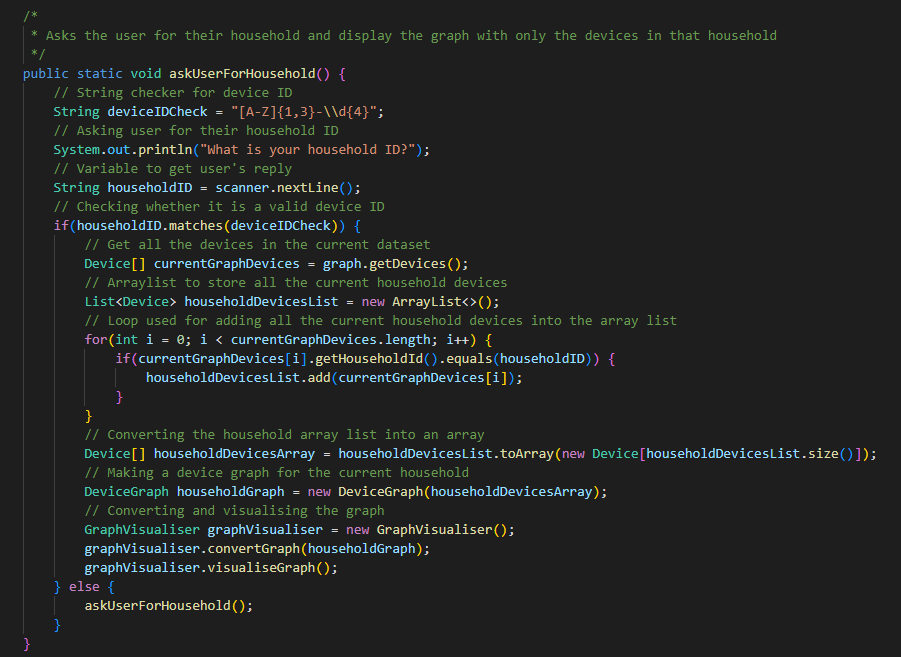 /*
 * Asks the user for their household and display the graph with only the devices in that household
 */
public static void askUserForHousehold() {
    // String checker for device ID
    String deviceIDCheck = "[A-Z]{1,3}-\\d{4}";
    // Asking user for their household ID
    System.out.println("What is your household ID?");
    // Variable to get user's reply
    String householdID = scanner.nextLine();
    // Checking whether it is a valid device ID
    if(householdID.matches(deviceIDCheck)) {
        // Get all the devices in the current dataset
        Device[] currentGraphDevices = graph.getDevices();
        // Arraylist to store all the current household devices
        List<Device> householdDevicesList = new ArrayList<>();
        // Loop used for adding all the current household devices into the array list
        for(int i = 0; i < currentGraphDevices.length; i++) {
            if(currentGraphDevices[i].getHouseholdId().equals(householdID)) {
                householdDevicesList.add(currentGraphDevices[i]);
            }
        }
        // Converting the household array list into an array
        Device[] householdDevicesArray = householdDevicesList.toArray(new Device[householdDevicesList.size()]);
        // Making a device graph for the current household
        DeviceGraph householdGraph = new DeviceGraph(householdDevicesArray);
        // Converting and visualising the graph
        GraphVisualiser graphVisualiser = new GraphVisualiser();
        graphVisualiser.convertGraph(householdGraph);
        graphVisualiser.visualiseGraph();
    } else {
        askUserForHousehold();
    }
}